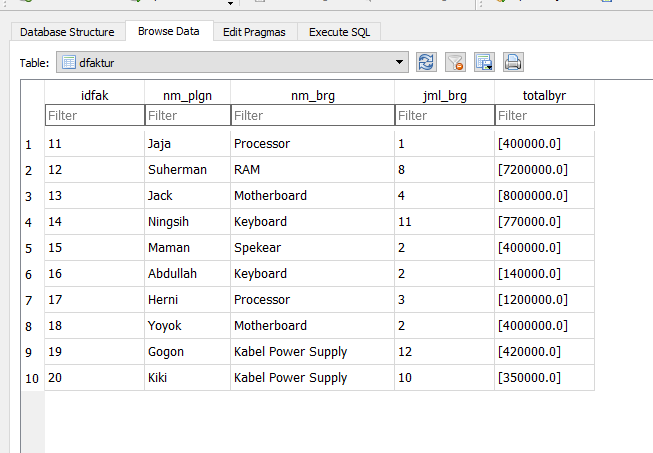 Database Structure Browse Data Edit Pragmas Execute SQL
Table: dfaktur
idfak nm_plgn nm_brg jml_brg totalbyr
Filter Filter Filter Filter Filter
1 11 Jaja Processor 1 [400000.0]
2 12 Suherman RAM 8 [7200000.0]
3 13 Jack Motherboard 4 [8000000.0]
4 14 Ningsih Keyboard 11 [770000.0]
5 15 Maman Spekear 2 [400000.0]
6 16 Abdullah Keyboard 2 [140000.0]
7 17 Herni Processor 3 [1200000.0]
8 18 Yoyok Motherboard 2 [4000000.0]
9 19 Gogon Kabel Power Supply 12 [420000.0]
10 20 Kiki Kabel Power Supply 10 [350000.0]